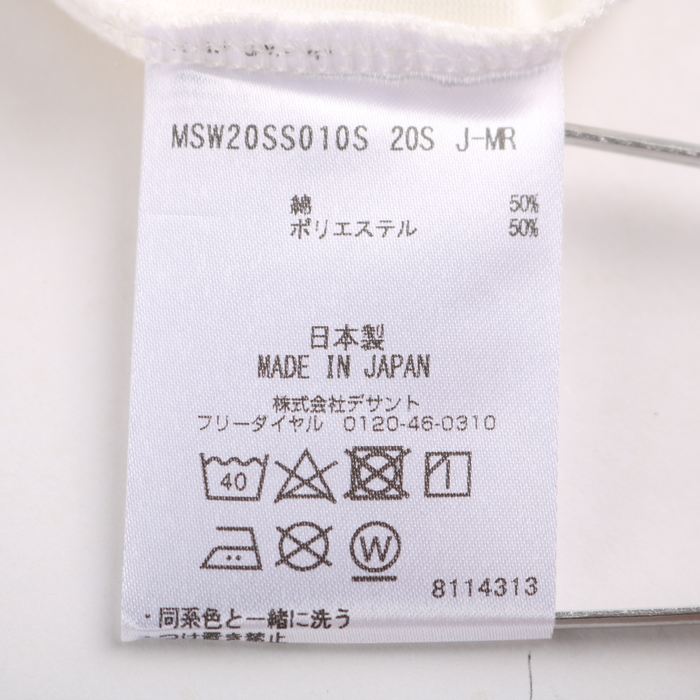 MSW20SS010S 20S J-MR
綿 50%
ポリエステル 50%
日本製
MADE IN JAPAN
株式会社デサント
フリーダイヤル 0120-46-0310
40
W
8114313
・同系色と一緒に洗う